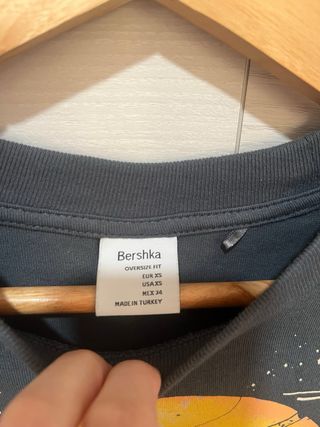 Bershka
OVERSIZE FIT
EUR XS
USA XS
MEX 24
MADE IN TURKEY